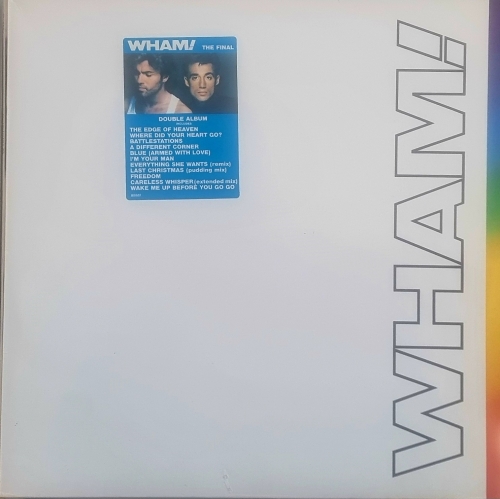 WHAM! THE FINAL
DOUBLE ALBUM
INCLUDES
THE EDGE OF HEAVEN
WHERE DID YOUR HEART GO?
BATTLESTATIONS
A DIFFERENT CORNER
BLUE (ARMED WITH LOVE)
I'M YOUR MAN
EVERYTHING SHE WANTS (remix)
LAST CHRISTMAS (pudding mix)
FREEDOM
CARELESS WHISPER (extended mix)
WAKE ME UP BEFORE YOU GO GO
WHAM!